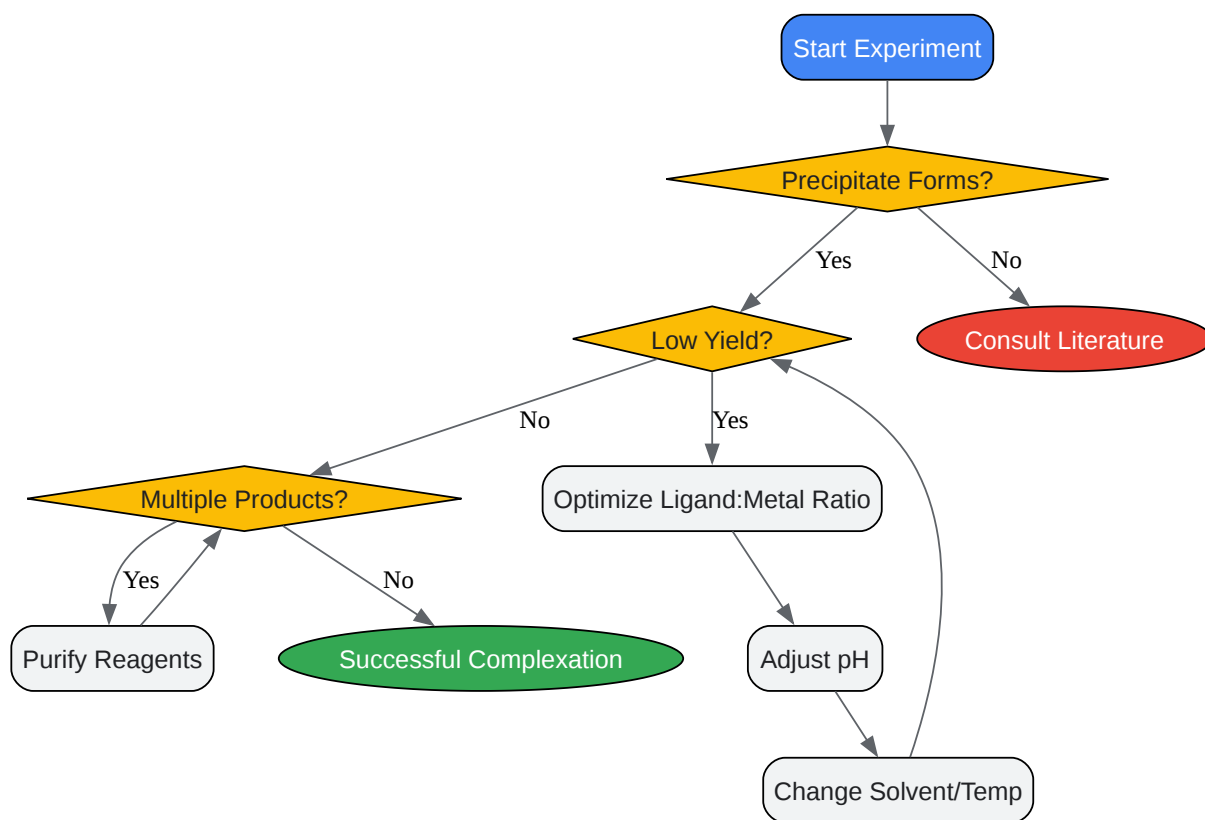 Start Experiment
Precipitate Forms?
Yes
No
Low Yield?
Consult Literature
No
Yes
Multiple Products?
Optimize Ligand:Metal Ratio
Yes
No
Purify Reagents
Successful Complexation
Adjust pH
Change Solvent/Temp